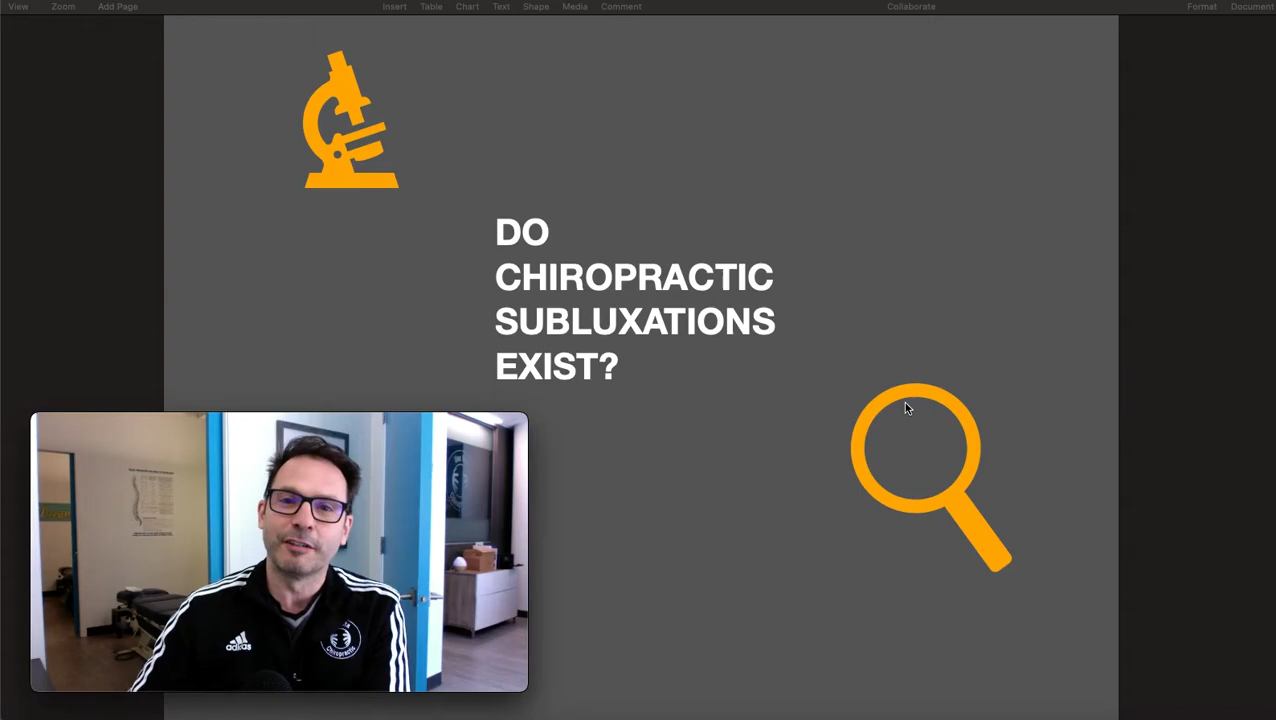 View Zoom Add Page Insert Table Chart Text Shape Media Comment Collaborate Format Document
DO
CHIROPRACTIC
SUBLUXATIONS
EXIST?
adidas
Chiropractic